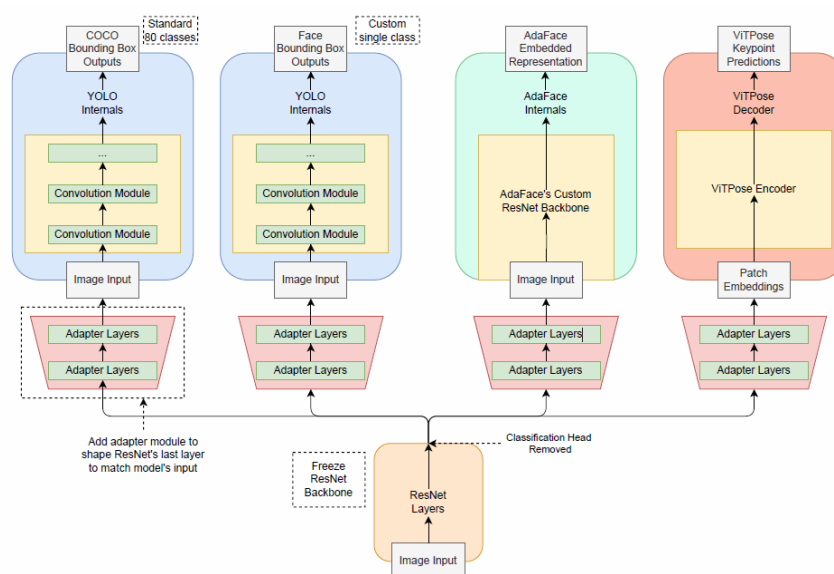 COCO
Bounding Box
Outputs
Standard
80 classes
Face
Bounding Box
Outputs
Custom
single class
AdaFace
Embedded
Representation
ViTPose
Keypoint
Predictions
YOLO
Internals
YOLO
Internals
AdaFace
Internals
ViTPose
Decoder
...
Convolution Module
Convolution Module
...
Convolution Module
Convolution Module
AdaFace's Custom
ResNet Backbone
ViTPose Encoder
Image Input
Image Input
Image Input
Patch
Embeddings
Adapter Layers
Adapter Layers
Adapter Layers
Adapter Layers
Adapter Layers
Adapter Layers
Adapter Layers
Adapter Layers
Add adapter module to
shape ResNet's last layer
to match model's input
Classification Head
Removed
Freeze
ResNet
Backbone
ResNet
Layers
Image Input